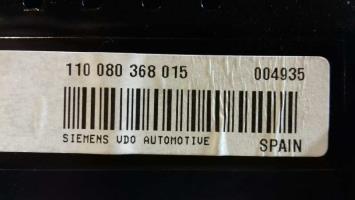 110 080 368 015 004935
SIEMENS VDO AUTOMOTIVE SPAIN